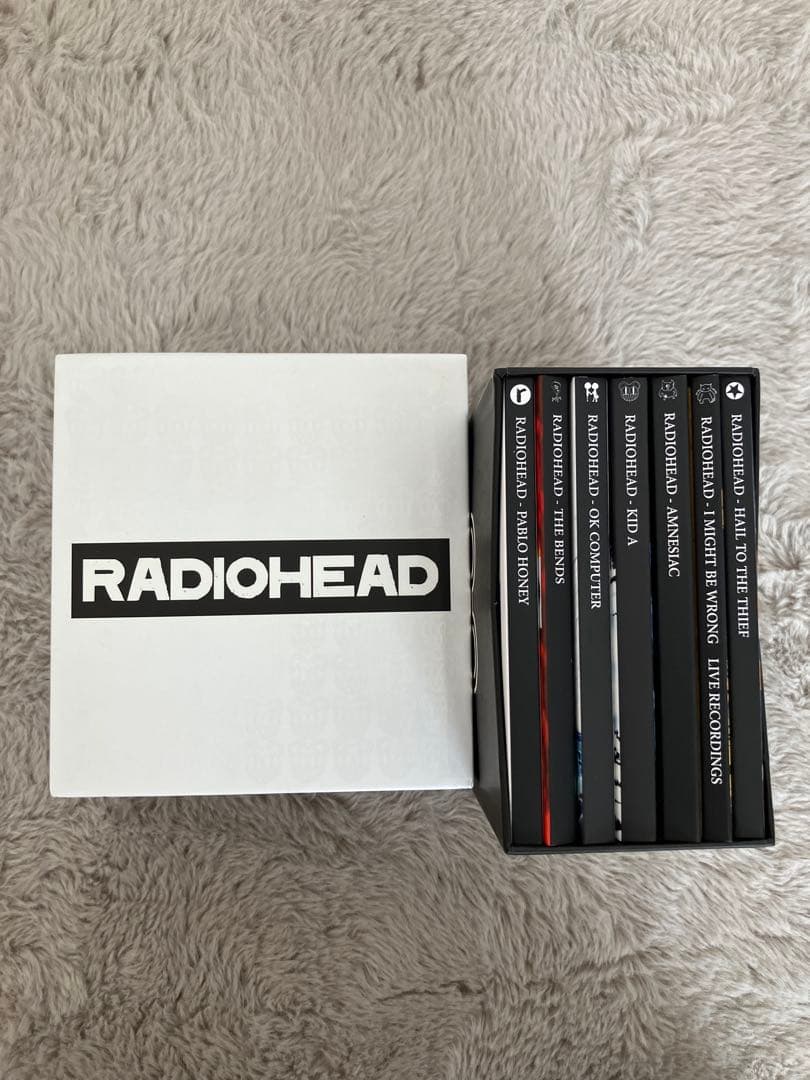 RADIOHEAD
RADIOHEAD - PABLO HONEY
RADIOHEAD - THE BENDS
RADIOHEAD - OK COMPUTER
RADIOHEAD - KID A
RADIOHEAD - AMNESIAC
RADIOHEAD - I MIGHT BE WRONG LIVE RECORDINGS
RADIOHEAD - HAIL TO THE THIEF